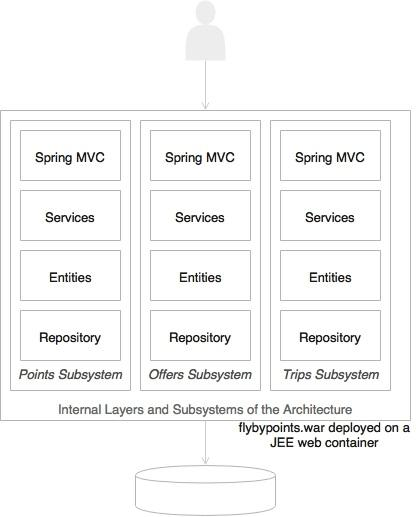 Spring MVC
Services
Entities
Repository
Points Subsystem
Spring MVC
Services
Entities
Repository
Offers Subsystem
Spring MVC
Services
Entities
Repository
Trips Subsystem
Internal Layers and Subsystems of the Architecture
flybypoints.war deployed on a
JEE web container